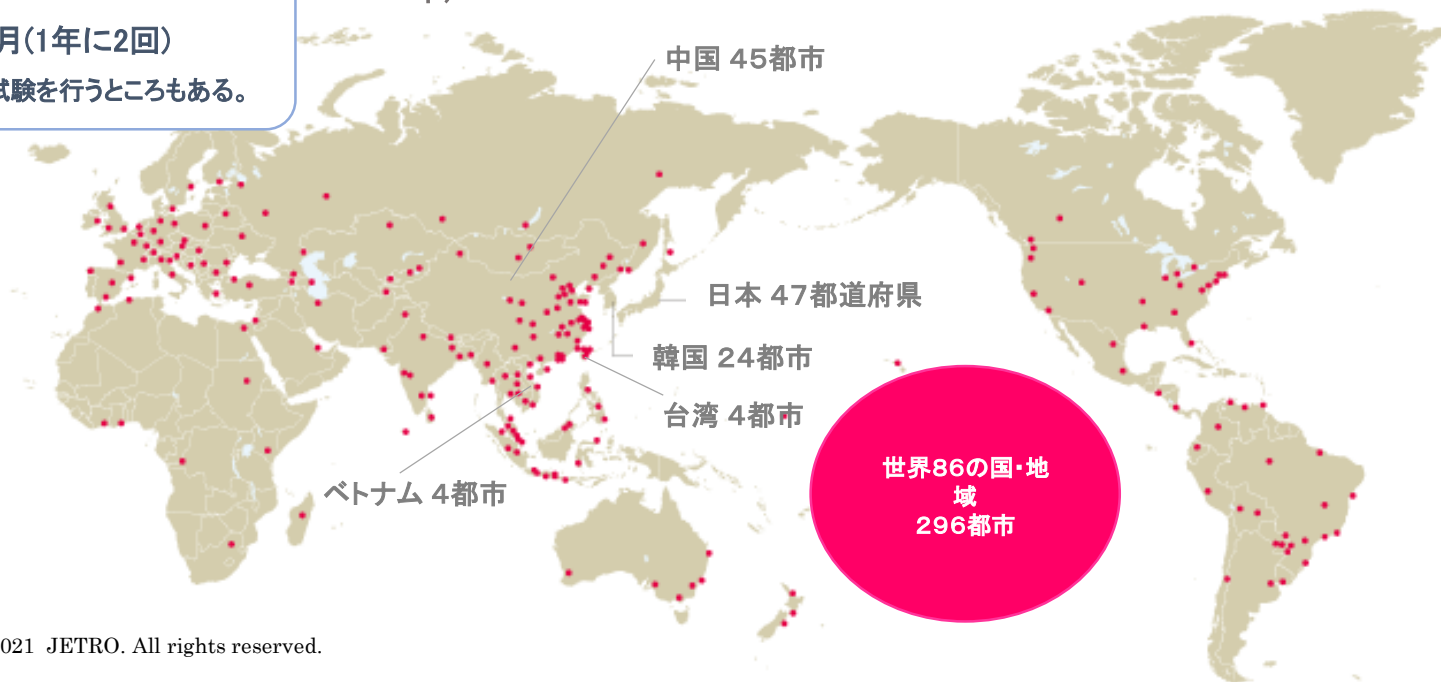 月(1年に2回)
試験を行うところもある。
中国 45都市
日本 47都道府県
韓国 24都市
台湾 4都市
ベトナム 4都市
世界86の国・地
域
296都市
021 JETRO. All rights reserved.